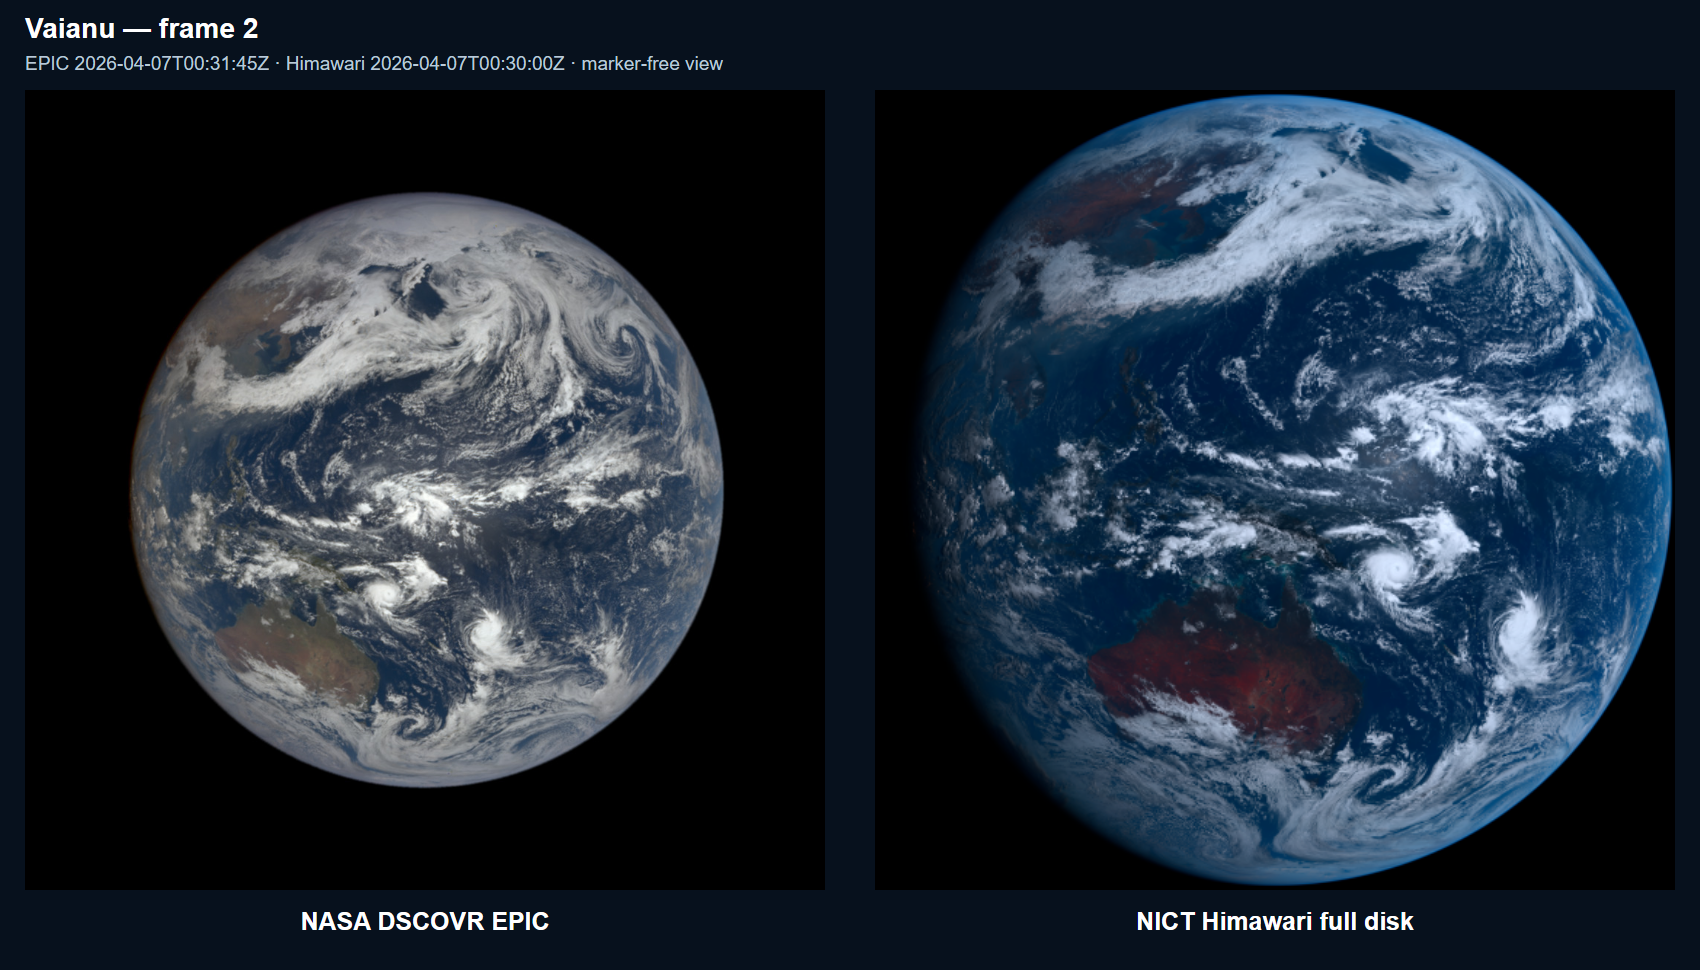 Vaianu — frame 2
EPIC 2026-04-07T00:31:45Z · Himawari 2026-04-07T00:30:00Z · marker-free view
NASA DSCOVR EPIC
NICT Himawari full disk